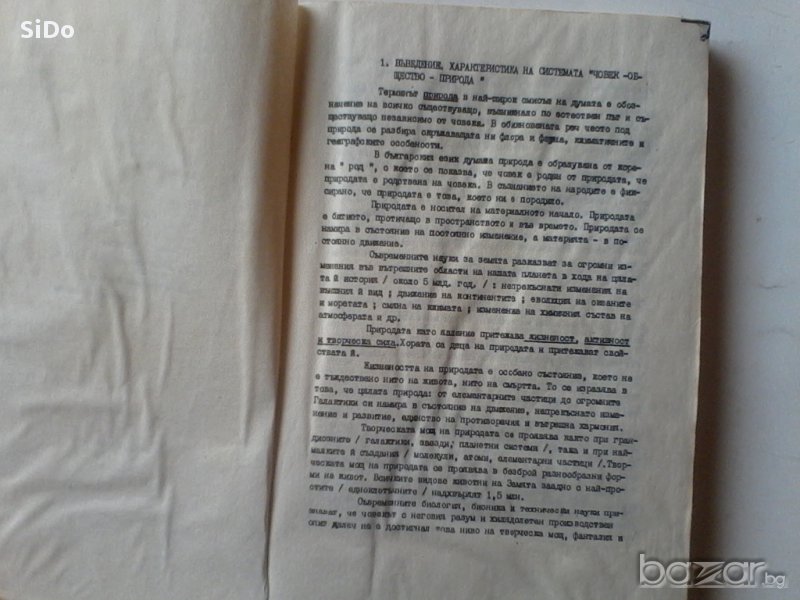 SiDo
1. ВЪВЕДЕНИЕ, ХАРАКТЕРИСТИКА НА СИСТЕМАТА "ЧОВЕК -ОБ-
ЩЕСТВО - ПРИРОДА "
Терминът природа в най-широк смисъл на думата е обоз-
начение на всичко съществуващо, възникнало по естествен път и съ-
ществуващо независимо от човека. В обикновената реч често под
природа се разбира окръжаващата ни флора и фауна, климатичните и
географските особености.
В български език думата природа е образувана от коре-
на " род ", с което се показва, че човек е роден от природата, че
природата е родствена на човека. В съзнанието на народите е фик-
сирано, че природата е това, което ни е породило.
Природата е носител на материалното начало. Природата
е битието, протичащо в пространството и във времето. Природата се
намира в състояние на постоянно изменение, а материята - в по-
стоянно движение.
Съвременните науки за земята разказват за огромни из-
менения във вътрешните области на нашата планета в хода на цяла-
та й история / около 5 млд. год. / : непрекъснати изменения на
външния й вид ; движение на континентите ; еволюция на океаните
и моретата ; смяна на климата ; изменение на химическия състав на
атмосферата и др.
Природата като явление притежава жизненост, активност
и творческа сила.Хората са деца на природата и притежават свой-
ствата й.
Жизнеността на природата е особено състояние, което не
е тъждествено нито на живота, нито на смъртта. То се изразява в
това, че цялата природа: от елементарните частици до огромните
Галактики си намира в състояние на движение, непрекъснато изме-
нение и развитие, единство на противоречия и вътрешна хармония.
Творческата мощ на природата се проявява както при гран-
диозните / галактики, звезди, планетни системи /, така и при най-
малките й създания / молекули, атоми, елементарни частици /.Твор-
ческата мощ на природата се проявява в безброй разнообразни фор-
ми на живот. Всичките видове животни на Земята заедно с най-про-
стите / едноклетъчните / надхвърлят 1,5 млн.
Съвременните биология, бионика и технически науки при-
знават, че човекът с неговия разум и хилядолетен производствен
опит далеч не е достигнал това ниво на творческа мощ, фантазия и
bazar.bg